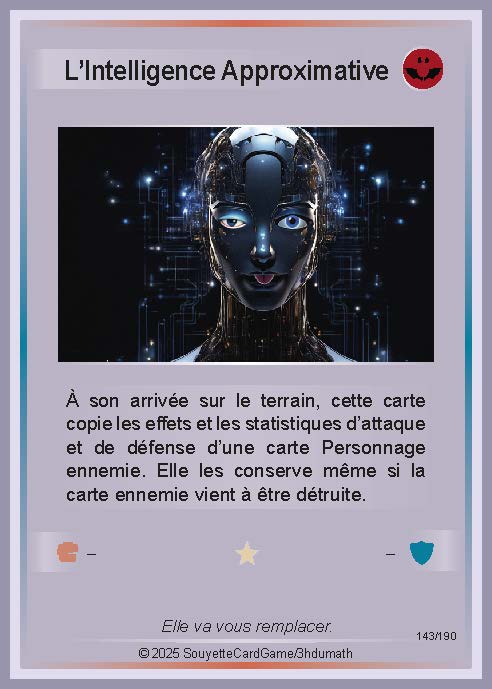 L'Intelligence Approximative
À son arrivée sur le terrain, cette carte
copie les effets et les statistiques d'attaque
et de défense d'une carte Personnage
ennemie. Elle les conserve même si la
carte ennemie vient à être détruite.
– –
Elle va vous remplacer.
143/190
© 2025 SouyetteCardGame/3hdumath